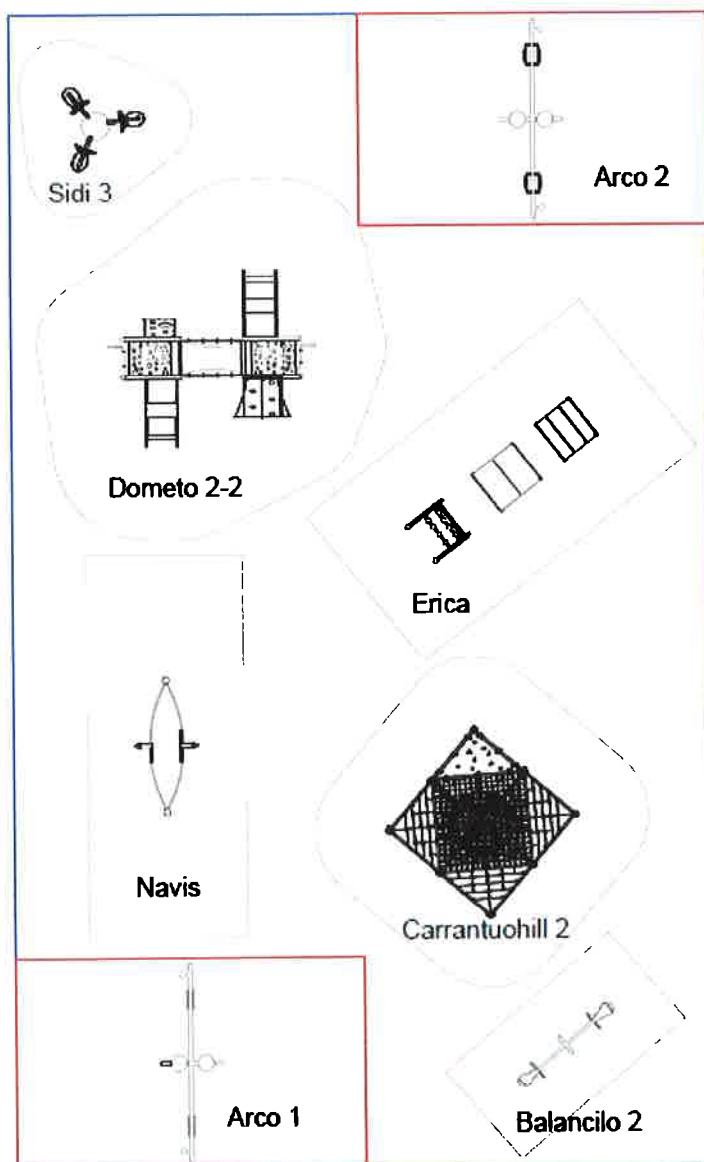 Sidi 3
Arco 2
Dometo 2-2
Erica
Navis
Carrantuohill 2
Arco 1
Balancilo 2